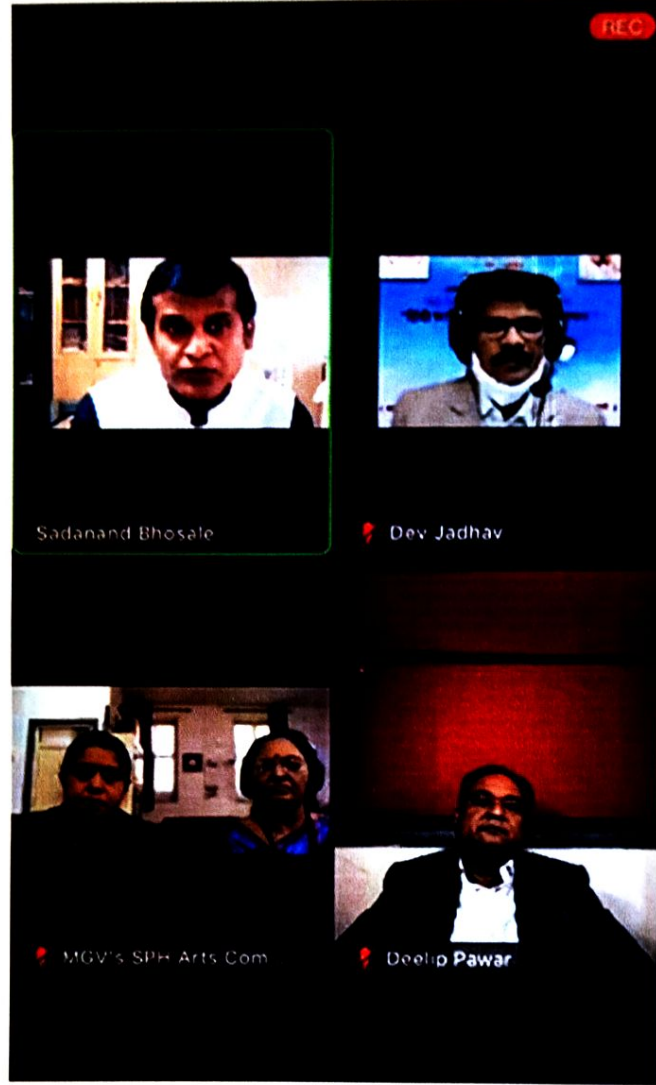 REC
Sadanand Bhosale
Dev Jadhav
MGV's SPH Arts Com
Deelip Pawar